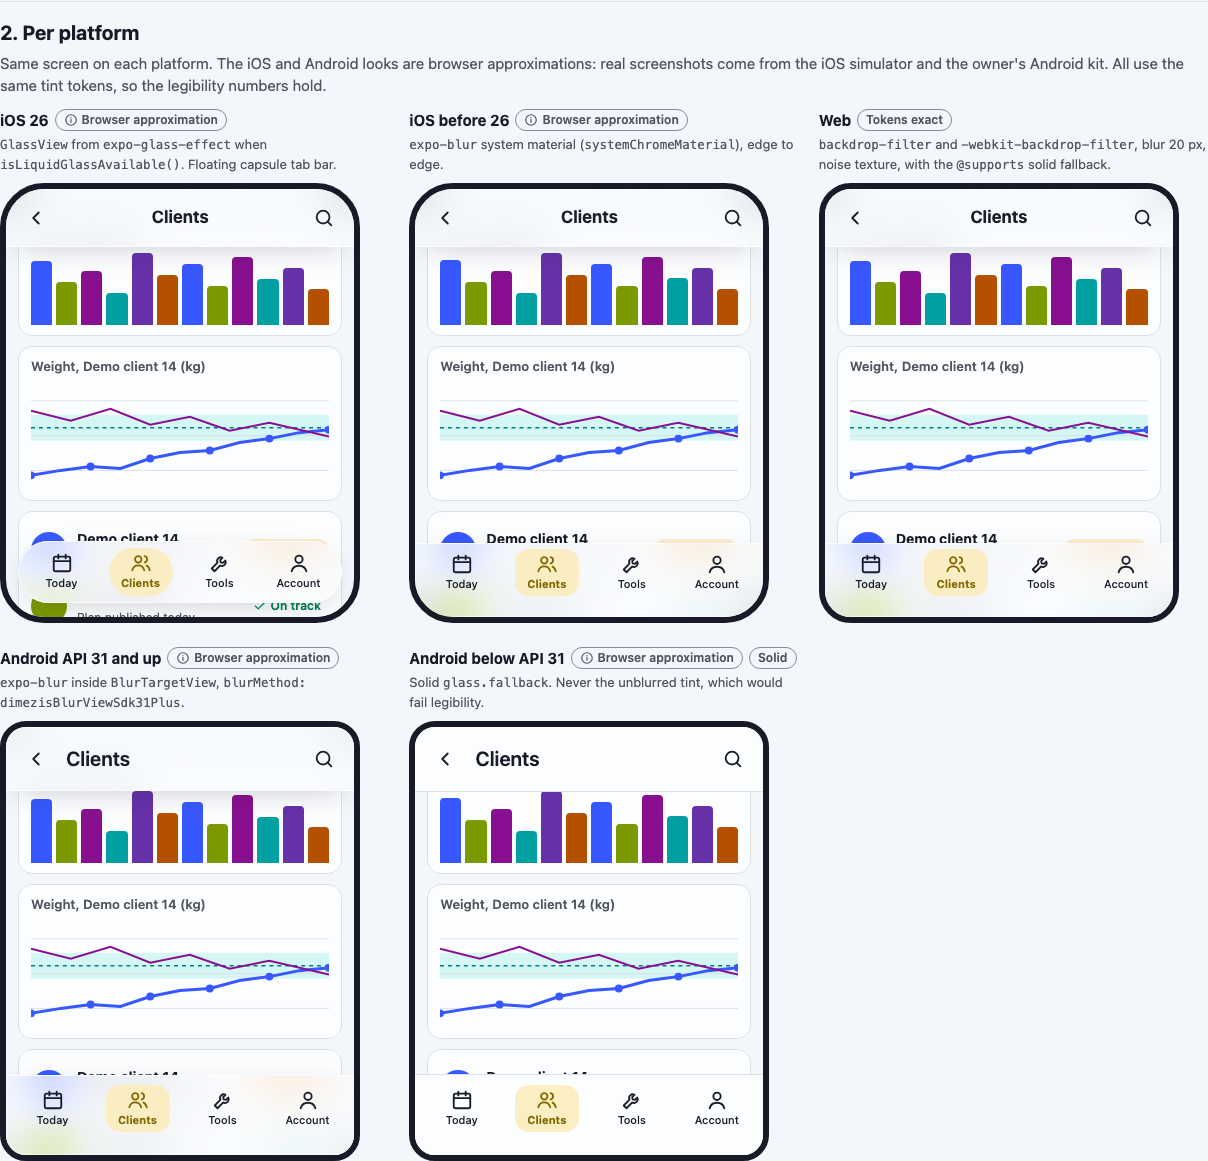 2. Per platform
Same screen on each platform. The iOS and Android looks are browser approximations: real screenshots come from the iOS simulator and the owner's Android kit. All use the
same tint tokens, so the legibility numbers hold.
iOS 26 Browser approximation
GlassView from expo-glass-effect when
isLiquidGlassAvailable(). Floating capsule tab bar.
Clients
Weight, Demo client 14 (kg)
Demo client 14
Today Clients Tools Account
On track
Plan published today
iOS before 26 Browser approximation
expo-blur system material (systemChromeMaterial), edge to
edge.
Clients
Weight, Demo client 14 (kg)
Demo client 14
Today Clients Tools Account
Web Tokens exact
backdrop-filter and -webkit-backdrop-filter, blur 20 px,
noise texture, with the @supports solid fallback.
Clients
Weight, Demo client 14 (kg)
Demo client 14
Today Clients Tools Account
Android API 31 and up Browser approximation
expo-blur inside BlurTargetView, blurMethod:
dimezisBlurViewSdk31Plus.
Clients
Weight, Demo client 14 (kg)
Demo client 14
Today Clients Tools Account
Android below API 31 Browser approximation Solid
Solid glass.fallback. Never the unblurred tint, which would
fail legibility.
Clients
Weight, Demo client 14 (kg)
Demo client 14
Today Clients Tools Account